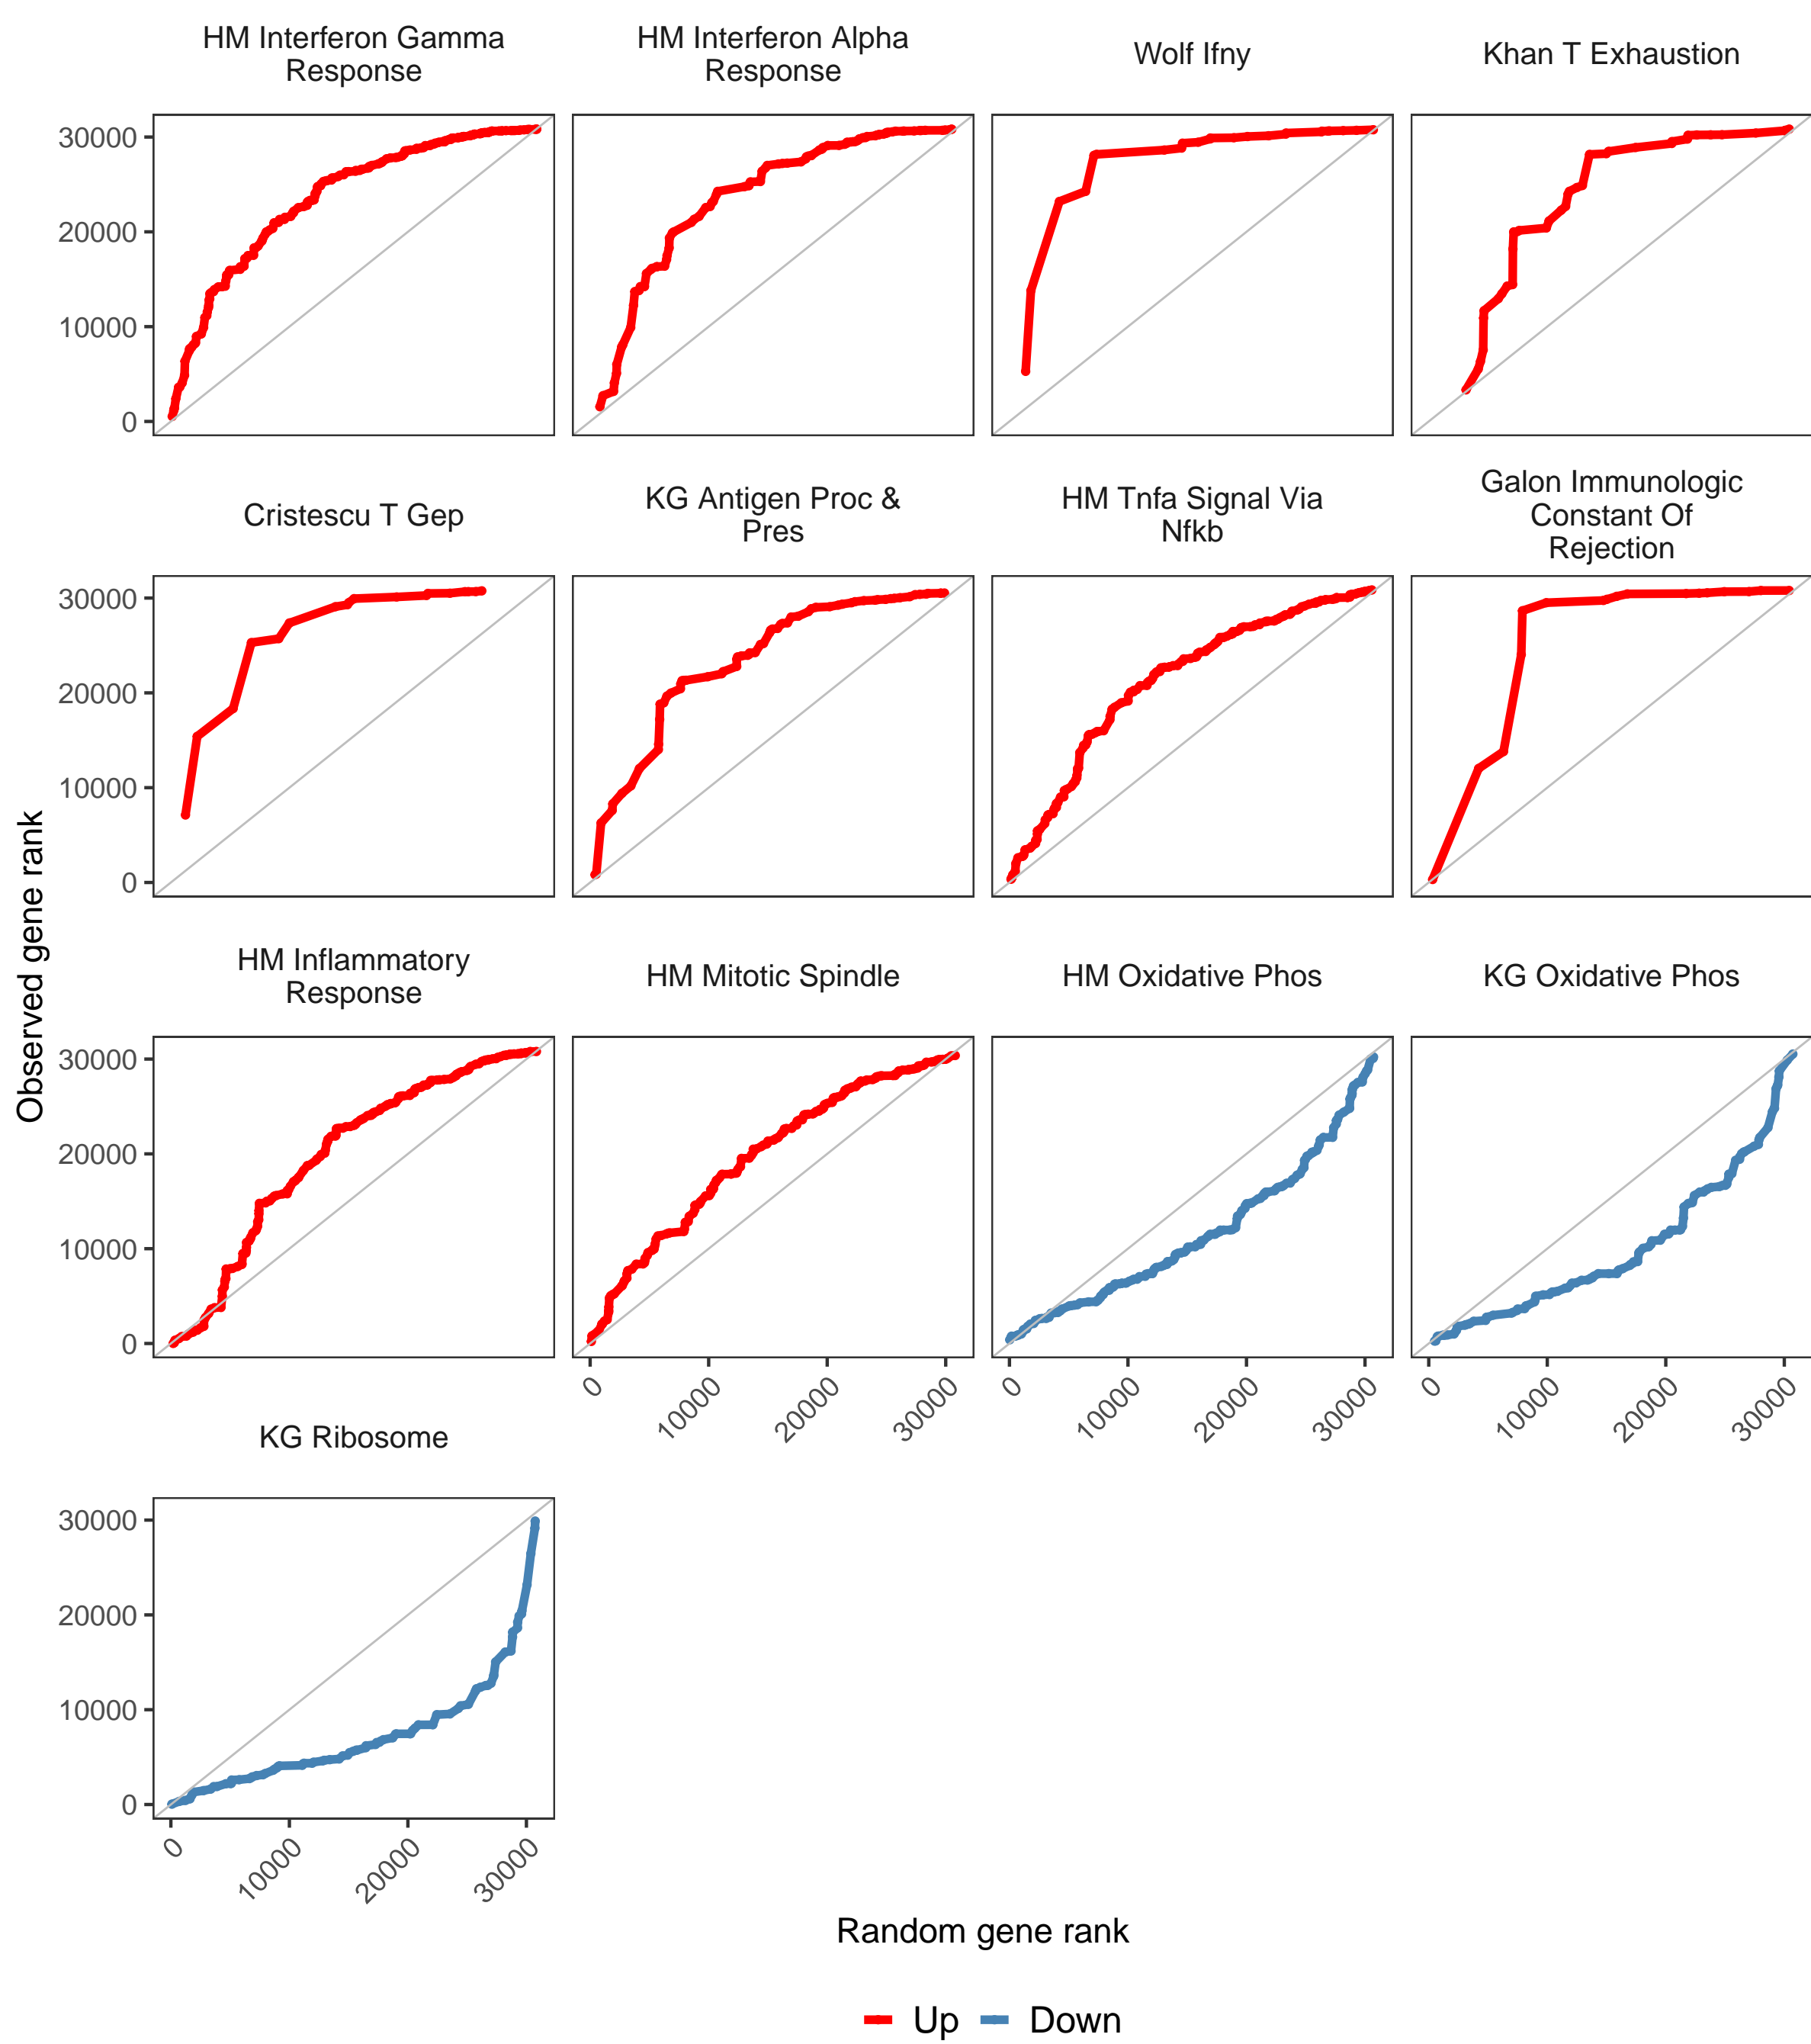 HM Interferon Gamma
Response
HM Interferon Alpha
Response
Wolf Ifny
Khan T Exhaustion
30000
20000
10000
0
Cristescu T Gep
KG Antigen Proc &
Pres
HM Tnfa Signal Via
Nfkb
Galon Immunologic
Constant Of
Rejection
30000
20000
10000
0
Observed gene rank
HM Inflammatory
Response
HM Mitotic Spindle
HM Oxidative Phos
KG Oxidative Phos
30000
20000
10000
0
0 10000 20000 30000
0 10000 20000 30000
0 10000 20000 30000
KG Ribosome
30000
20000
10000
0
0 10000 20000 30000
Random gene rank
Up Down